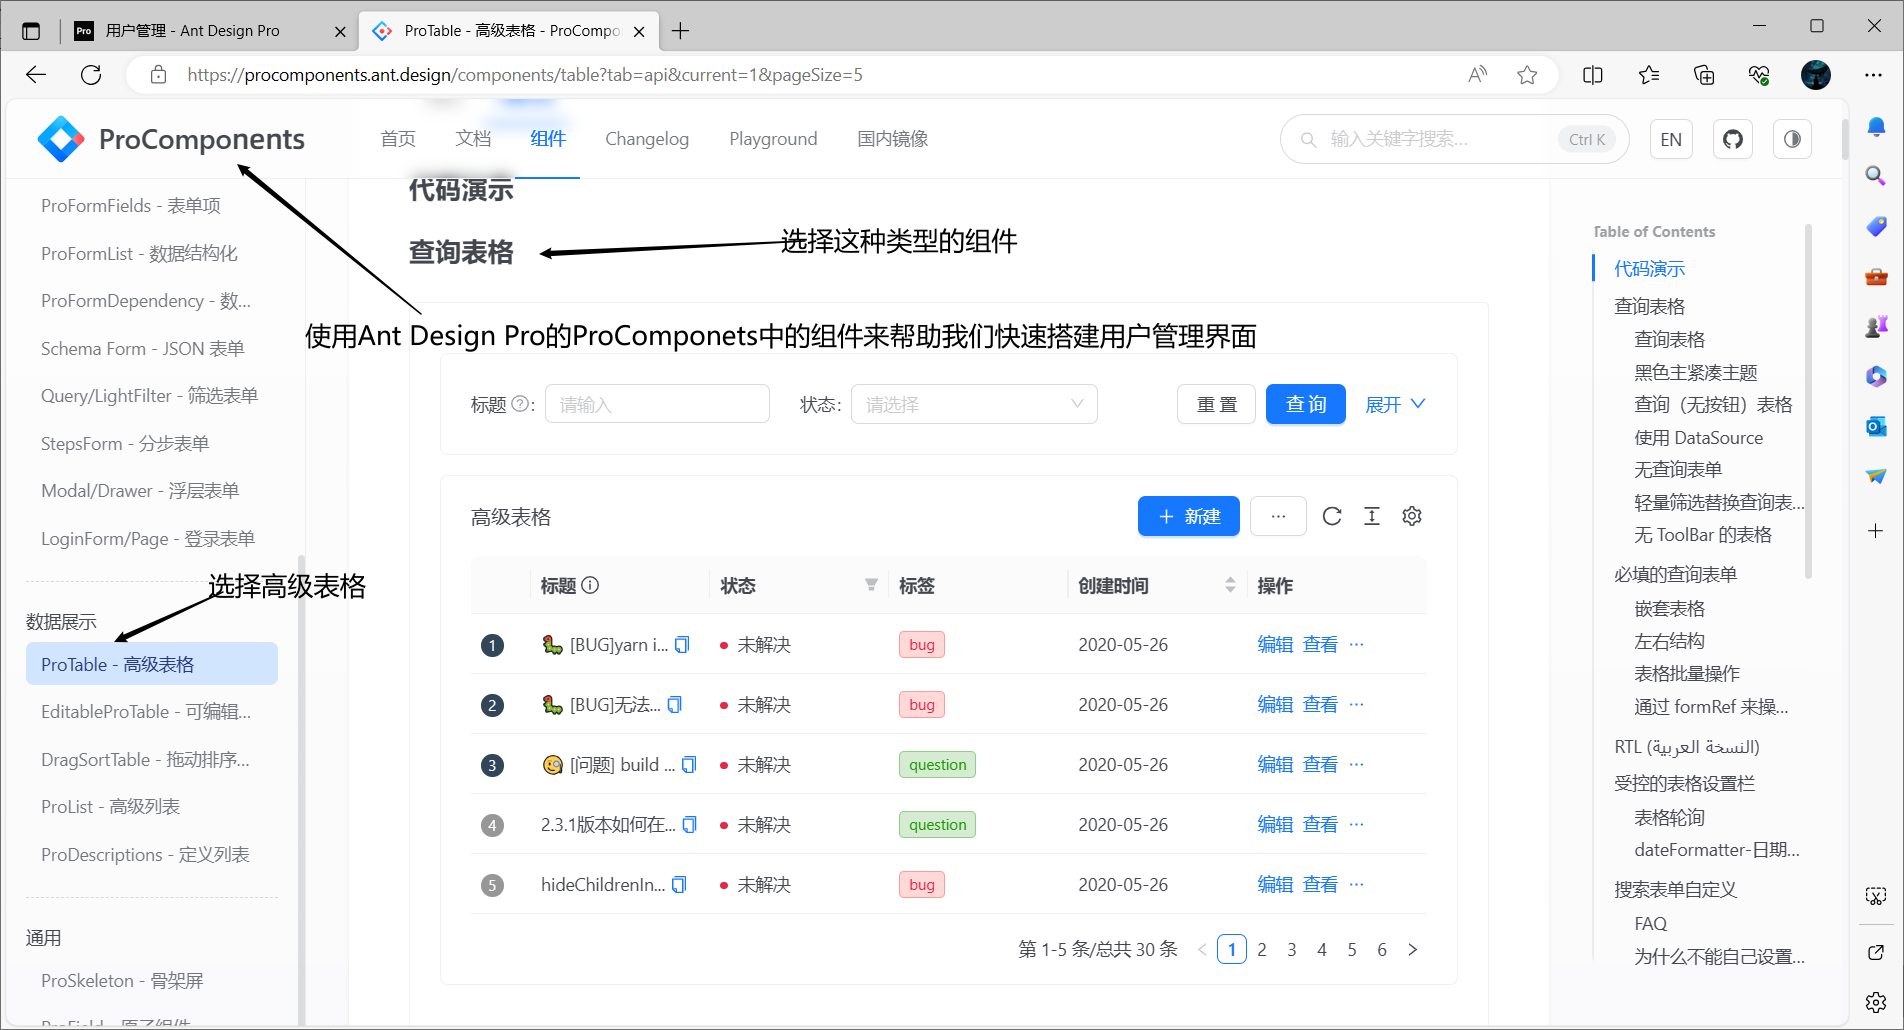 Pro 用户管理 - Ant Design Pro
ProTable - 高级表格 - ProCompo
https://procomponents.ant.design/components/table?tab=api&current=1&pageSize=5
ProComponents
首页 文档 组件 Changelog Playground 国内镜像
输入关键字搜索... Ctrl K
EN
ProFormFields - 表单项
ProFormList - 数据结构化
ProFormDependency - 数...
Schema Form - JSON 表单
Query/LightFilter - 筛选表单
StepsForm - 分步表单
Modal/Drawer - 浮层表单
LoginForm/Page - 登录表单
选择高级表格
数据展示
ProTable - 高级表格
EditableProTable - 可编辑...
DragSortTable - 拖动排序...
ProList - 高级列表
ProDescriptions - 定义列表
通用
ProSkeleton - 骨架屏
ProField - 原子组件
代码演示
查询表格
选择这种类型的组件
使用Ant Design Pro的ProComponets中的组件来帮助我们快速搭建用户管理界面
标题 ? : 请输入 状态: 请选择 重 置 查 询 展开
高级表格 + 新建 ...
标题 状态 标签 创建时间 操作
1 [BUG]yarn i... 未解决 bug 2020-05-26 编辑 查看 ...
2 [BUG]无法... 未解决 bug 2020-05-26 编辑 查看 ...
3 [问题] build ... 未解决 question 2020-05-26 编辑 查看 ...
4 2.3.1版本如何在... 未解决 question 2020-05-26 编辑 查看 ...
5 hideChildrenIn... 未解决 bug 2020-05-26 编辑 查看 ...
第 1-5 条/总共 30 条 < 1 2 3 4 5 6 >
Table of Contents
代码演示
查询表格
查询表格
黑色主紧凑主题
查询（无按钮）表格
使用 DataSource
无查询表单
轻量筛选替换查询表...
无 ToolBar 的表格
必填的查询表单
嵌套表格
左右结构
表格批量操作
通过 formRef 来操...
RTL (النسخة العربية)
受控的表格设置栏
表格轮询
dateFormatter-日期...
搜索表单自定义
FAQ
为什么不能自己设置...